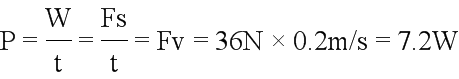 P = W/t = Fs/t = Fv = 36N × 0.2m/s = 7.2W